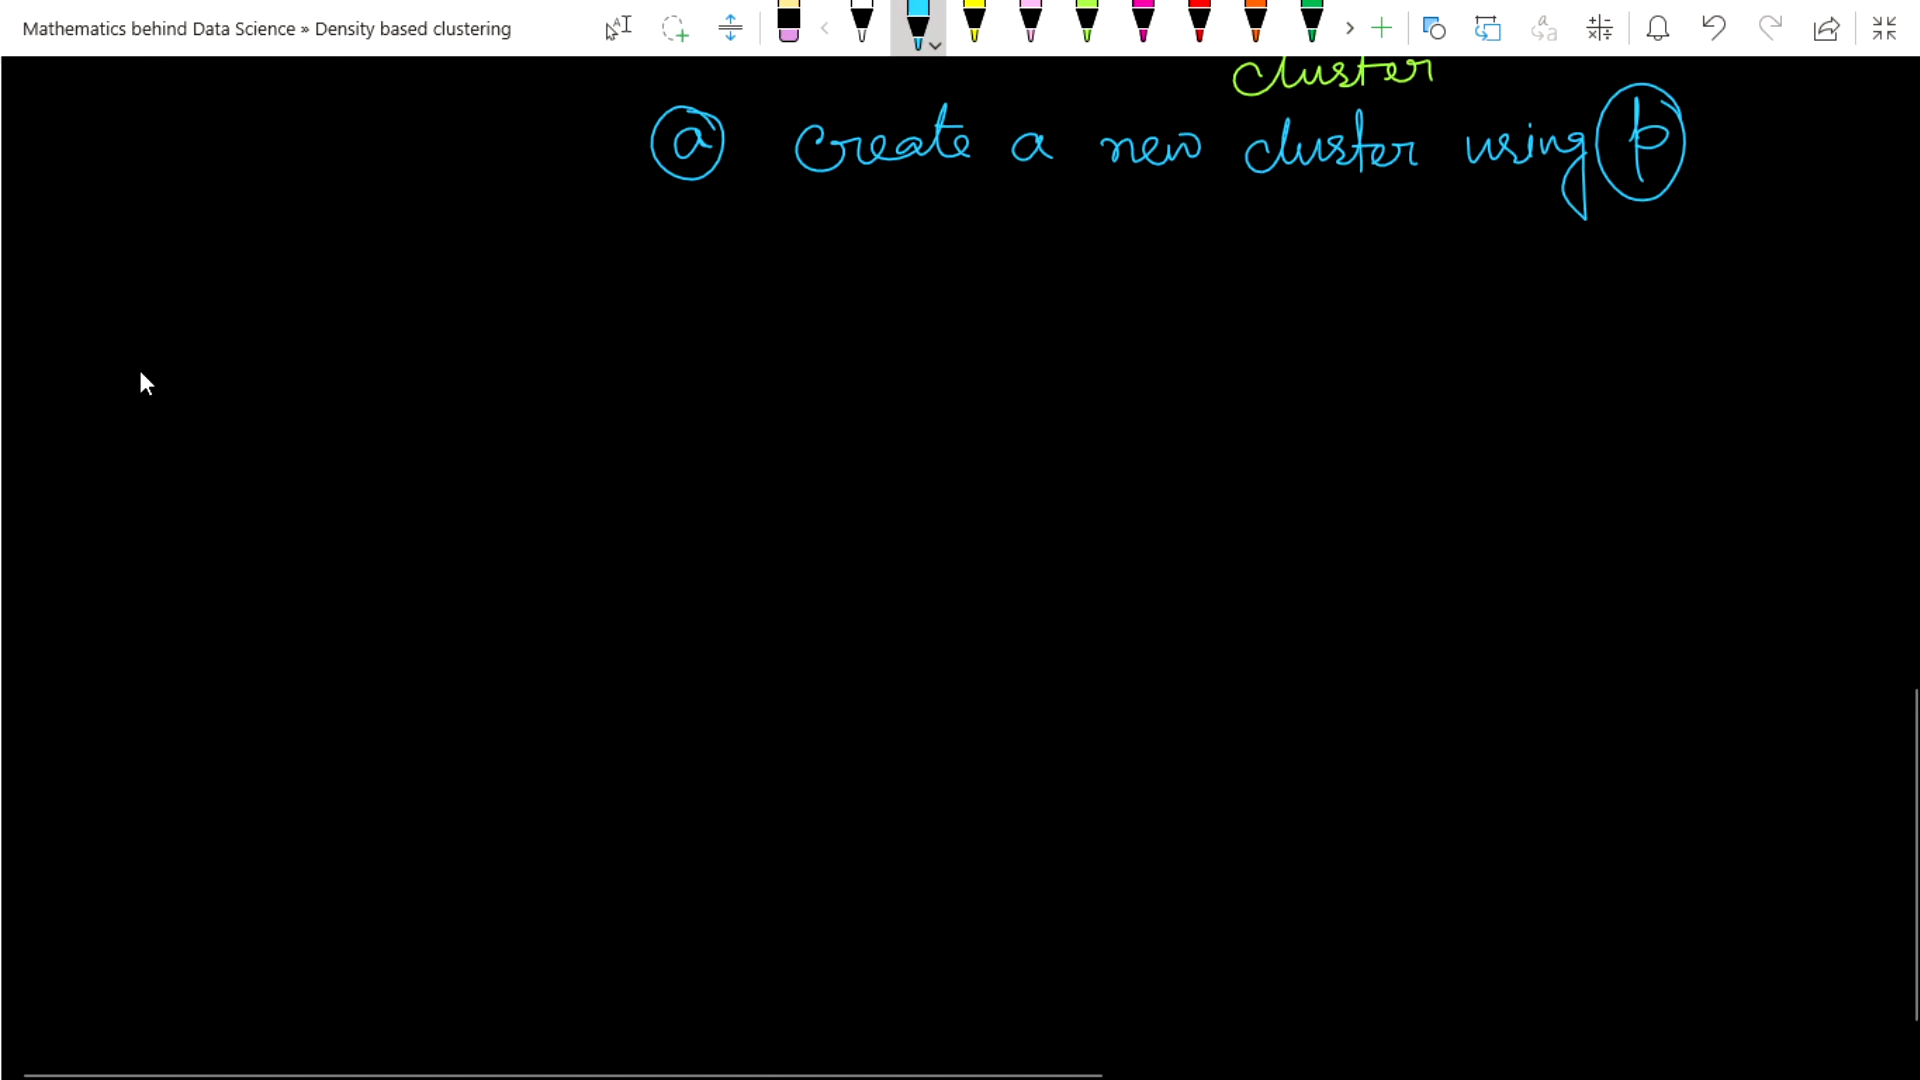 Mathematics behind Data Science » Density based clustering
cluster
a create a new cluster using p